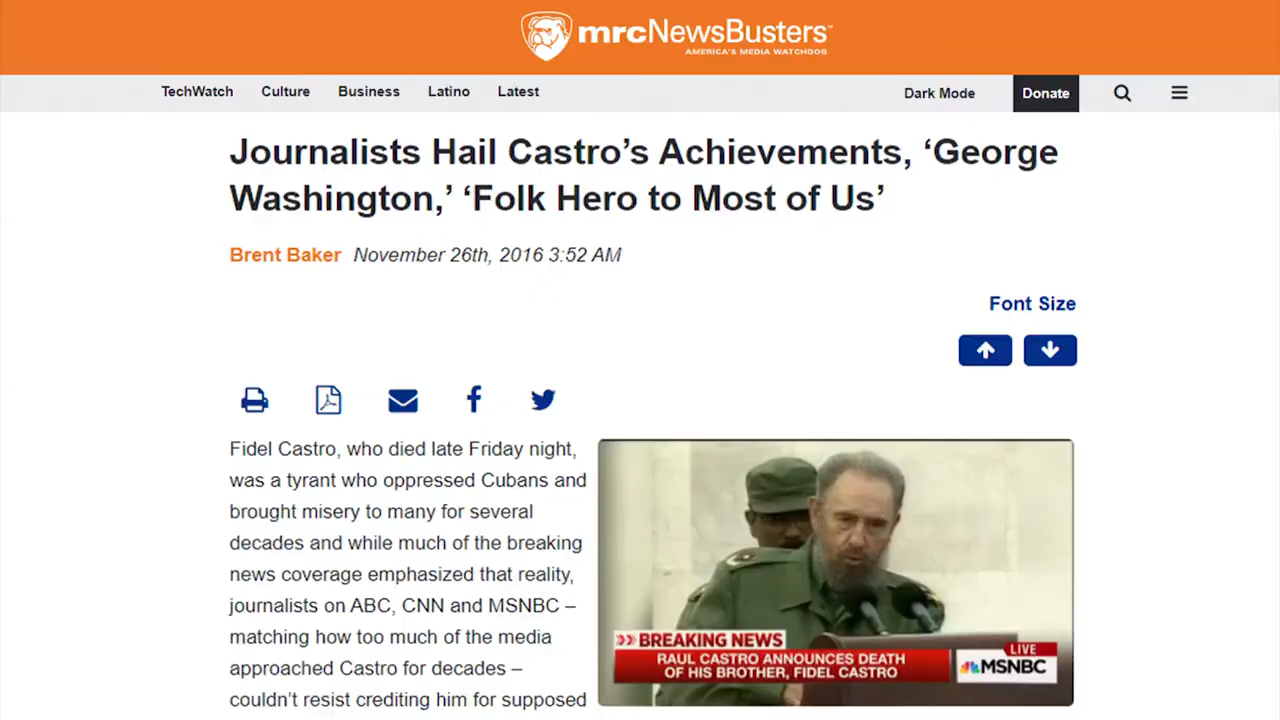 mrcNewsBusters™
AMERICA'S MEDIA WATCHDOG
TechWatch Culture Business Latino Latest Dark Mode Donate
Journalists Hail Castro’s Achievements, ‘George
Washington,’ ‘Folk Hero to Most of Us’
Brent Baker November 26th, 2016 3:52 AM
Font Size
Fidel Castro, who died late Friday night,
was a tyrant who oppressed Cubans and
brought misery to many for several
decades and while much of the breaking
news coverage emphasized that reality,
journalists on ABC, CNN and MSNBC –
matching how too much of the media
approached Castro for decades –
couldn’t resist crediting him for supposed
BREAKING NEWS
RAUL CASTRO ANNOUNCES DEATH
OF HIS BROTHER, FIDEL CASTRO
LIVE
MSNBC